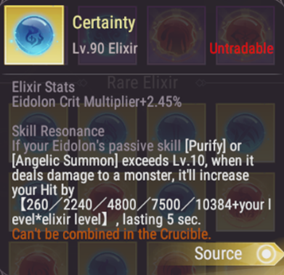 Certainty
Lv.90 Elixir
Untradable
Rare Elixir
Elixir Stats
Eidolon Crit Multiplier+2.45%
Skill Resonance
If your Eidolon's passive skill [Purify] or
[Angelic Summon] exceeds Lv.10, when it
deals damage to a monster, it'll increase
your Hit by
【260／2240／4800／7500／10384+your l
evel*elixir level】, lasting 5 sec.
Can't be combined in the Crucible.
Source